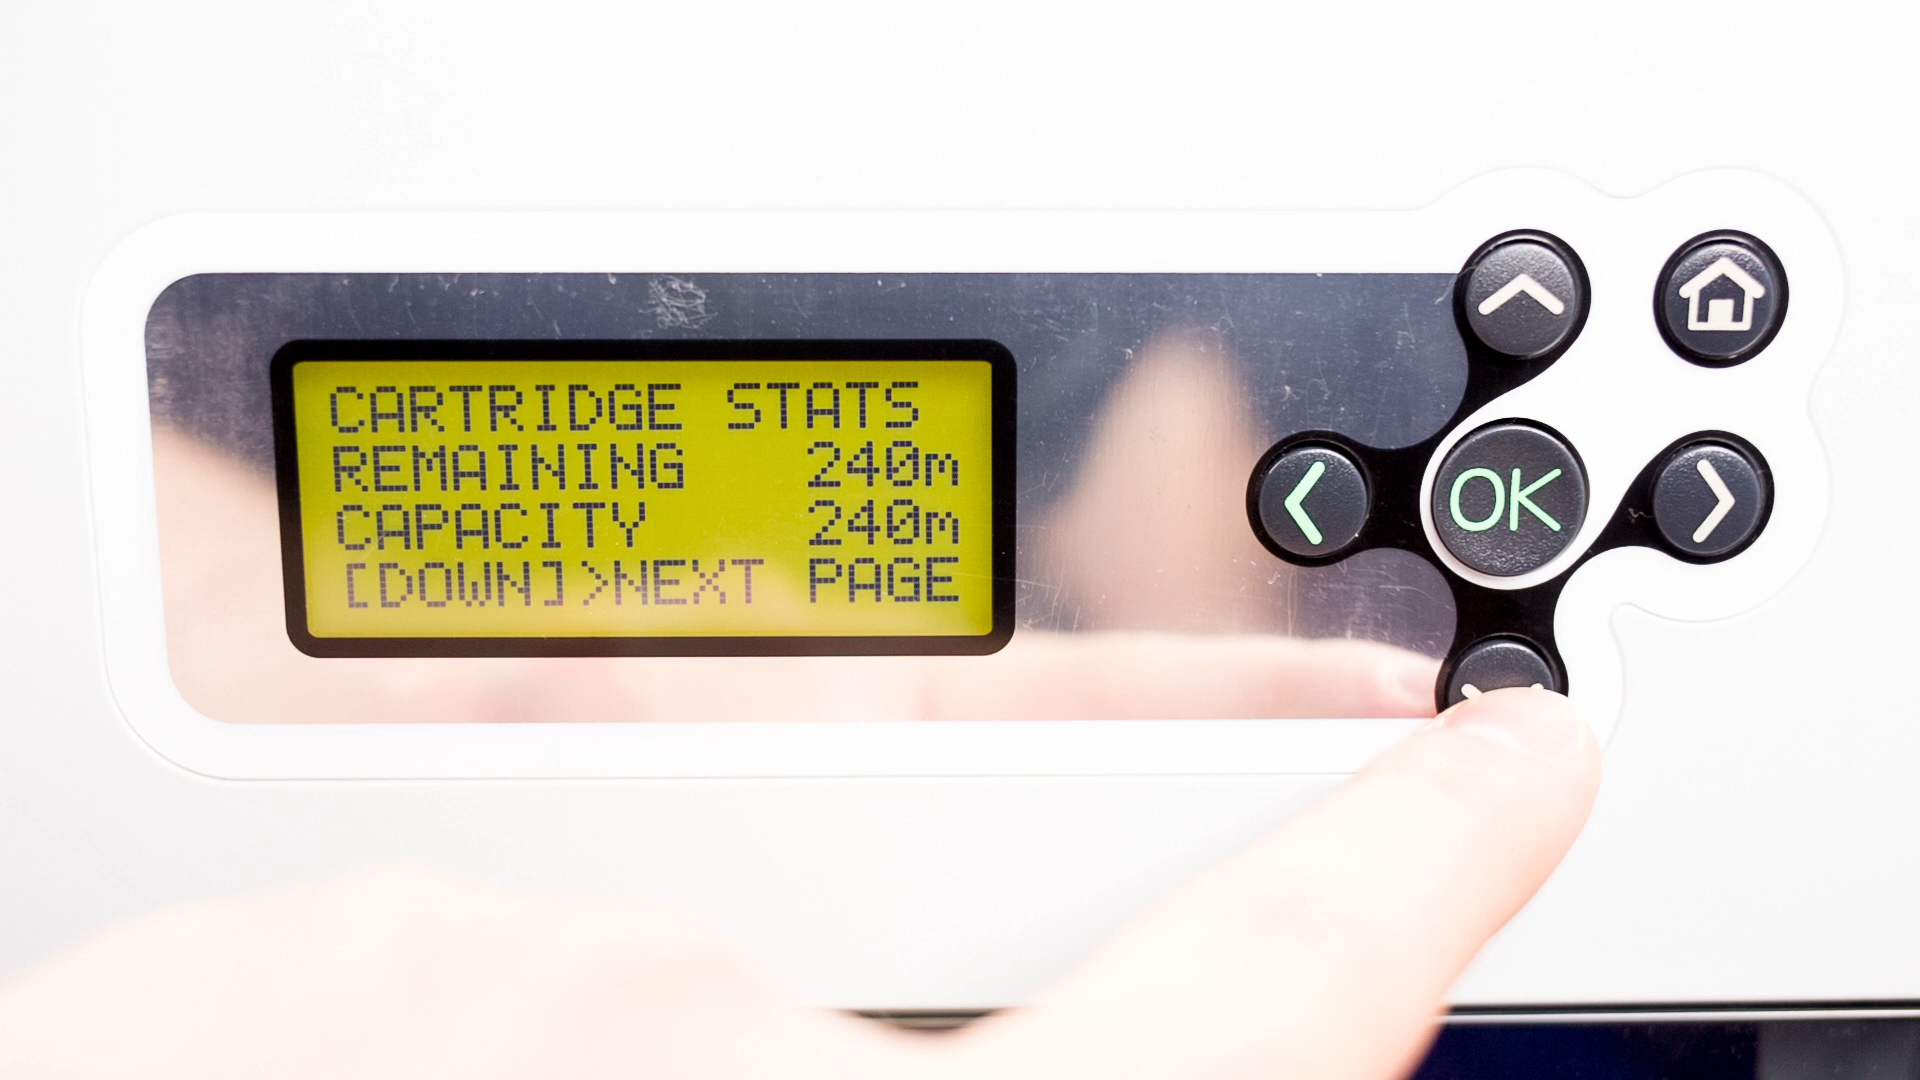 CARTRIDGE STATS
REMAINING 240m
CAPACITY 240m
[DOWN]>NEXT PAGE
OK